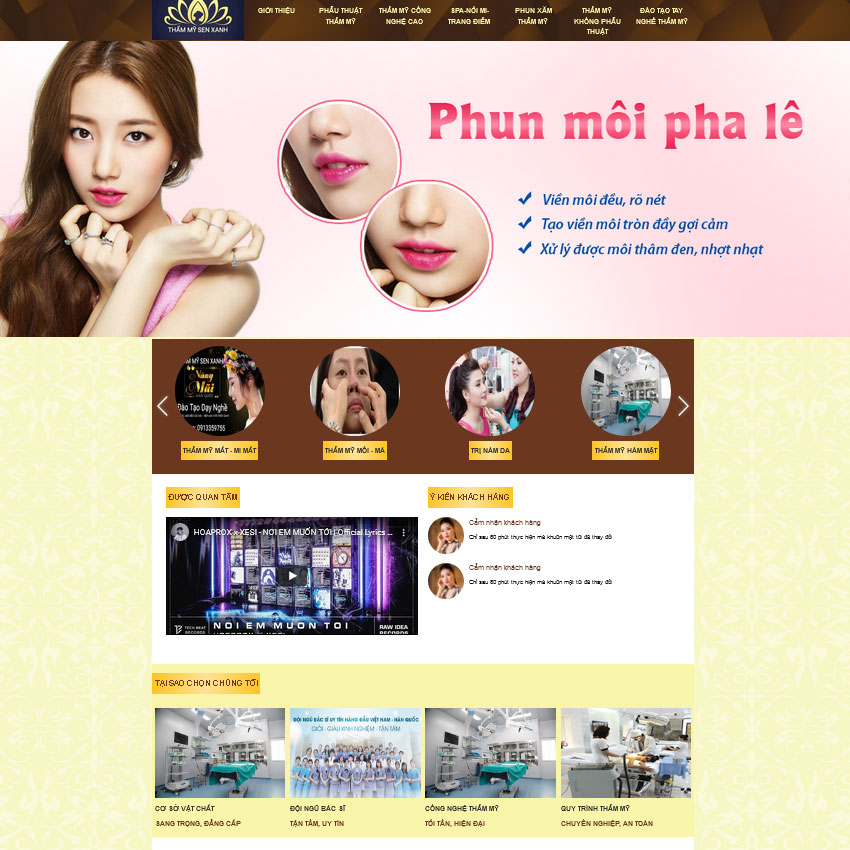 THẨM MỸ SEN XANH
GIỚI THIỆU
PHẪU THUẬT
THẨM MỸ
THẨM MỸ CÔNG
NGHỆ CAO
SPA-NỐI MI-
TRANG ĐIỂM
PHUN XĂM
THẨM MỸ
THẨM MỸ
KHÔNG PHẪU
THUẬT
ĐÀO TẠO TAY
NGHỀ THẨM MỸ
Phun môi pha lê
Viền môi đều, rõ nét
Tạo viền môi tròn đầy gợi cảm
Xử lý được môi thâm đen, nhợt nhạt
MỸ SEN XANH
Nâng
Mũi
HÀN QUỐC
Đào Tạo Dạy Nghề
0913359755
THẨM MỸ MẮT - MI MẮT
THẨM MỸ MÔI - MÁ
TRỊ NÁM DA
THẨM MỸ HÀM MẶT
ĐƯỢC QUAN TÂM
Ý KIẾN KHÁCH HÀNG
HOAPROX x XESI - NƠI EM MUỐN TỚI | Official Lyrics ...
NOI EM MUON TOI
TECH BEAT
RECORDS
RAW IDEA
RECORDS
Cảm nhận khách hàng
Chỉ sau 60 phút thực hiện mà khuôn mặt tôi đã thay đổi
Cảm nhận khách hàng
Chỉ sau 60 phút thực hiện mà khuôn mặt tôi đã thay đổi
TẠI SAO CHỌN CHÚNG TÔI
ĐỘI NGŨ BÁC SĨ UY TÍN HÀNG ĐẦU VIỆT NAM - HÀN QUỐC
GIỎI - GIÀU KINH NGHIỆM - TẬN TÂM
CƠ SỞ VẬT CHẤT
SANG TRỌNG, ĐẲNG CẤP
ĐỘI NGŨ BÁC SĨ
TẬN TÂM, UY TÍN
CÔNG NGHỆ THẨM MỸ
TỐI TÂN, HIỆN ĐẠI
QUY TRÌNH THẨM MỸ
CHUYÊN NGHIỆP, AN TOÀN